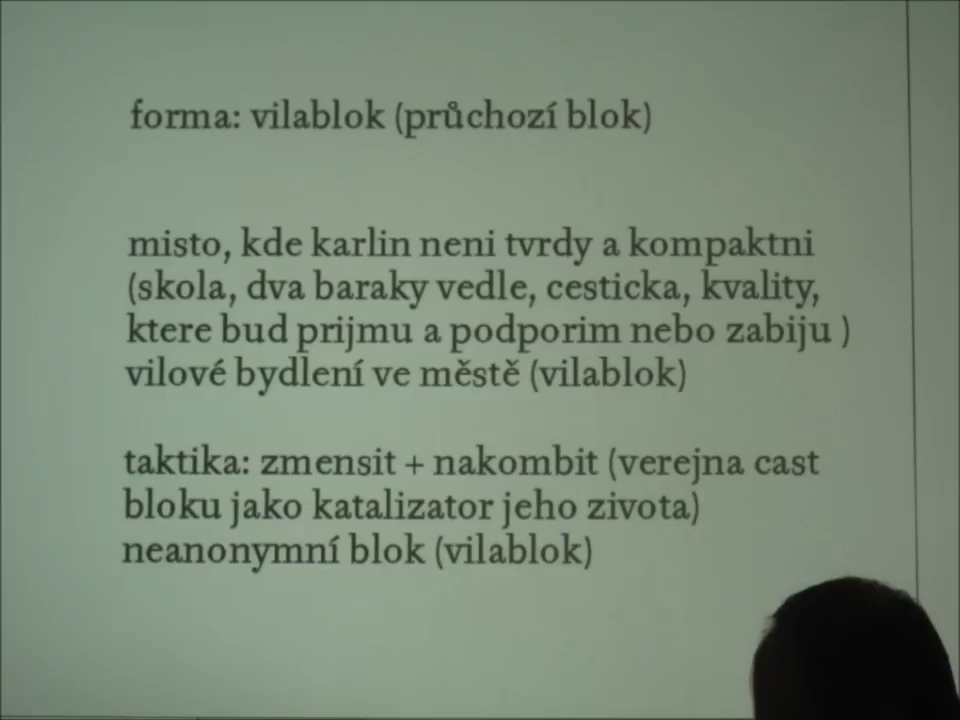 forma: vilablok (průchozí blok)
misto, kde karlin neni tvrdy a kompaktni
(skola, dva baraky vedle, cesticka, kvality,
ktere bud prijmu a podporim nebo zabiju )
vilové bydlení ve městě (vilablok)
taktika: zmensit + nakombit (verejna cast
bloku jako katalizator jeho zivota)
neanonymní blok (vilablok)